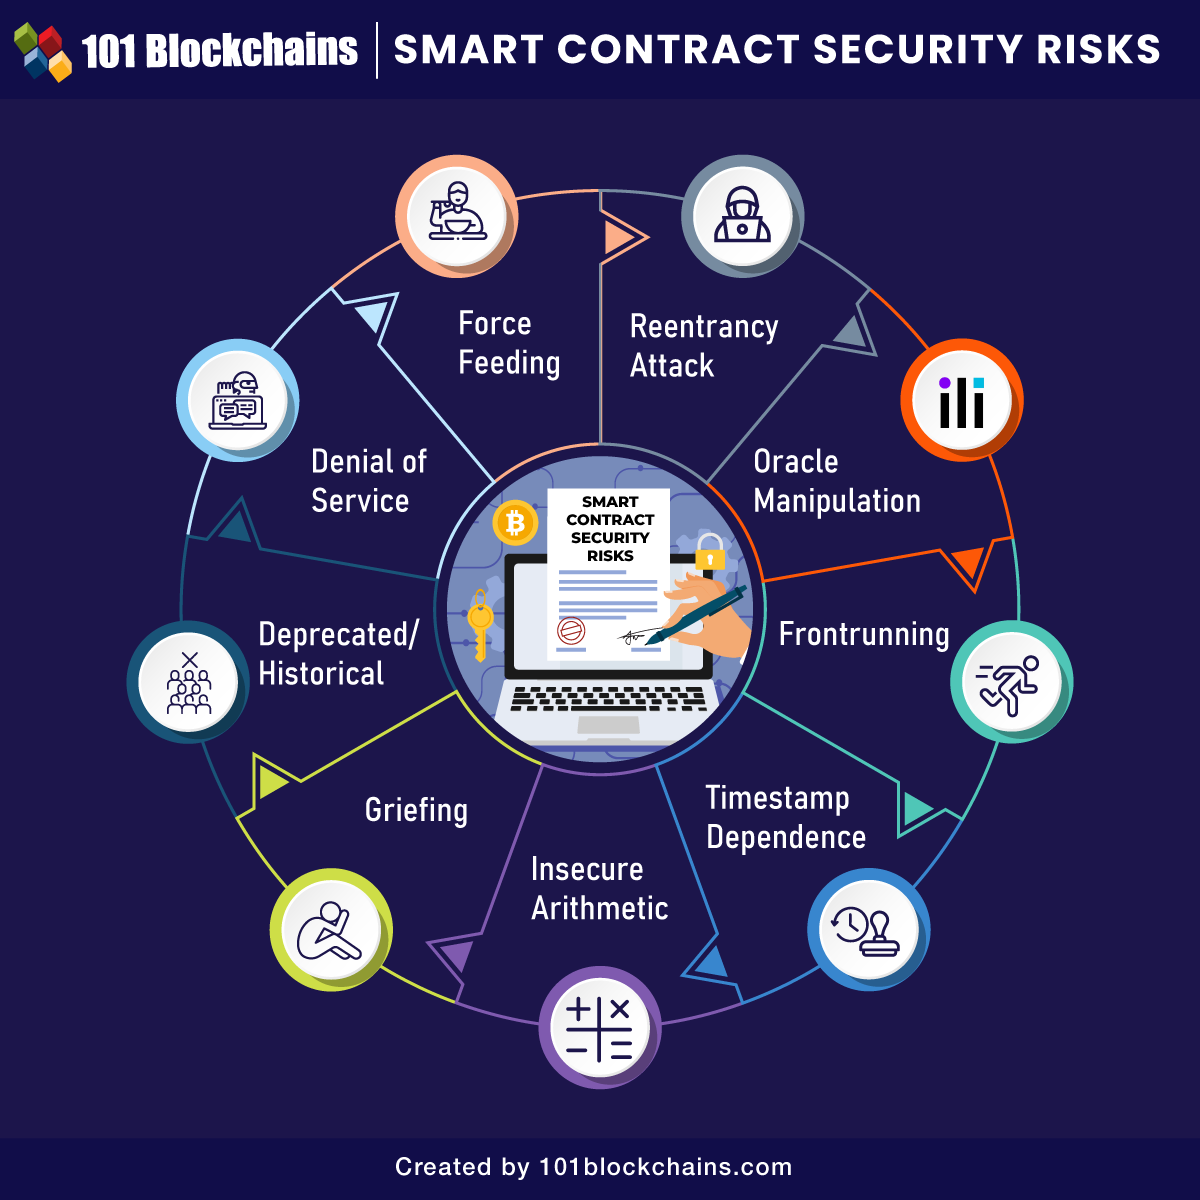 101 Blockchains
SMART CONTRACT SECURITY RISKS
Force
Feeding
Reentrancy
Attack
Oracle
Manipulation
Frontrunning
Timestamp
Dependence
Insecure
Arithmetic
Griefing
Deprecated/
Historical
Denial of
Service
SMART
CONTRACT
SECURITY
RISKS
Created by 101blockchains.com